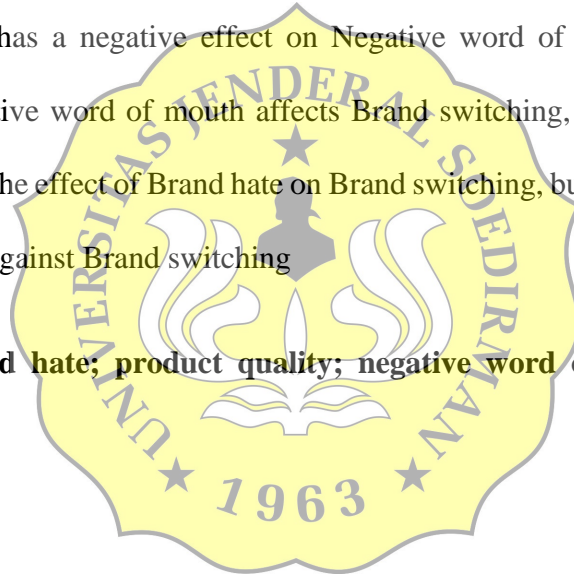 has a negative effect on Negative word of
tive word of mouth affects Brand switching,
he effect of Brand hate on Brand switching, bu
gainst Brand switching
d hate; product quality; negative word
UNIVERSITAS JENDERAL SOEDIRMAN
1963